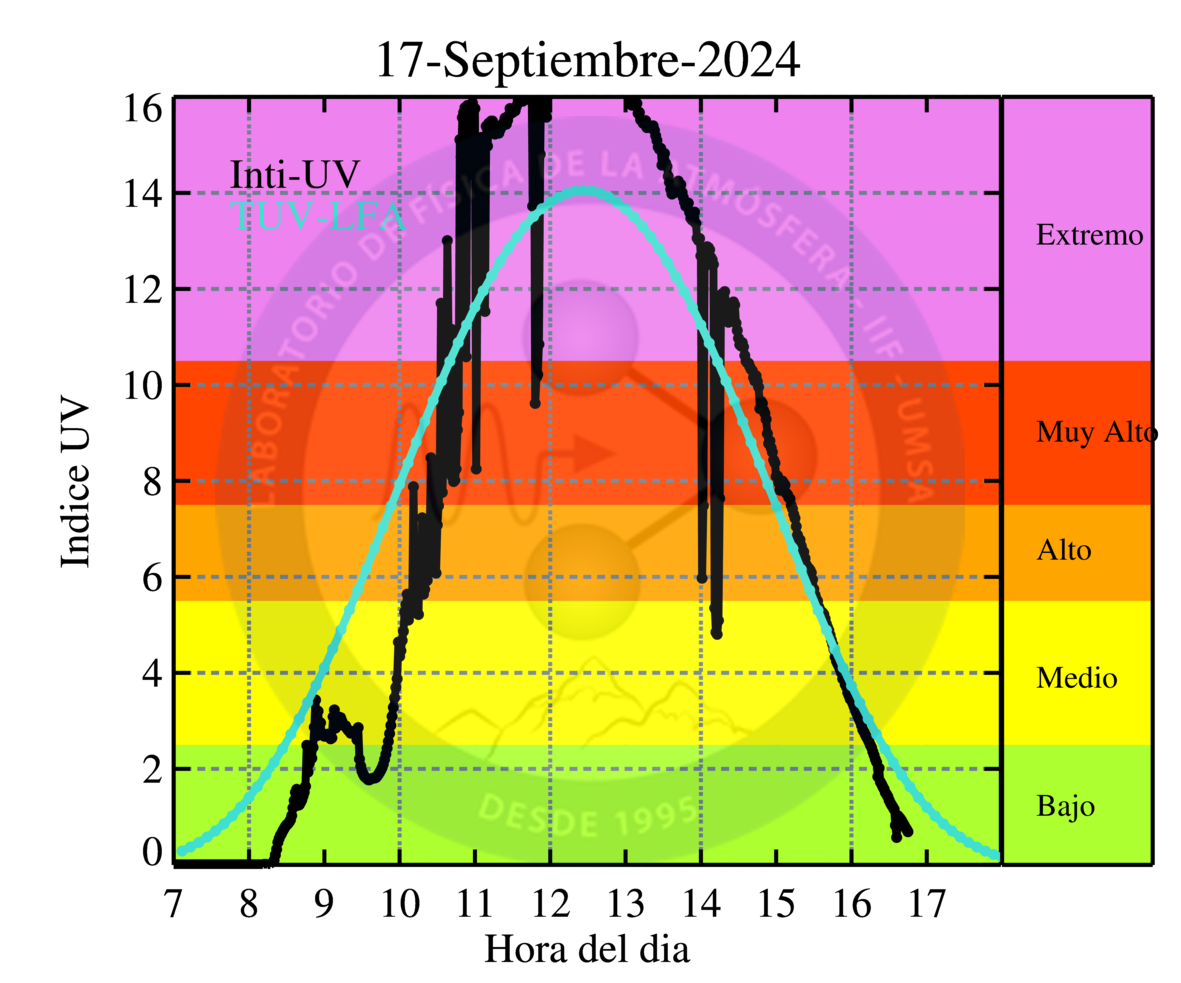 17-Septiembre-2024
Inti-UV
TUV-LFA
Indice UV
16
14
12
10
8
6
4
2
0
7 8 9 10 11 12 13 14 15 16 17
Hora del dia
Extremo
Muy Alto
Alto
Medio
Bajo
LABORATORIO DE FÍSICA DE LA ATMÓSFERA - IIF - UMSA
DESDE 1995